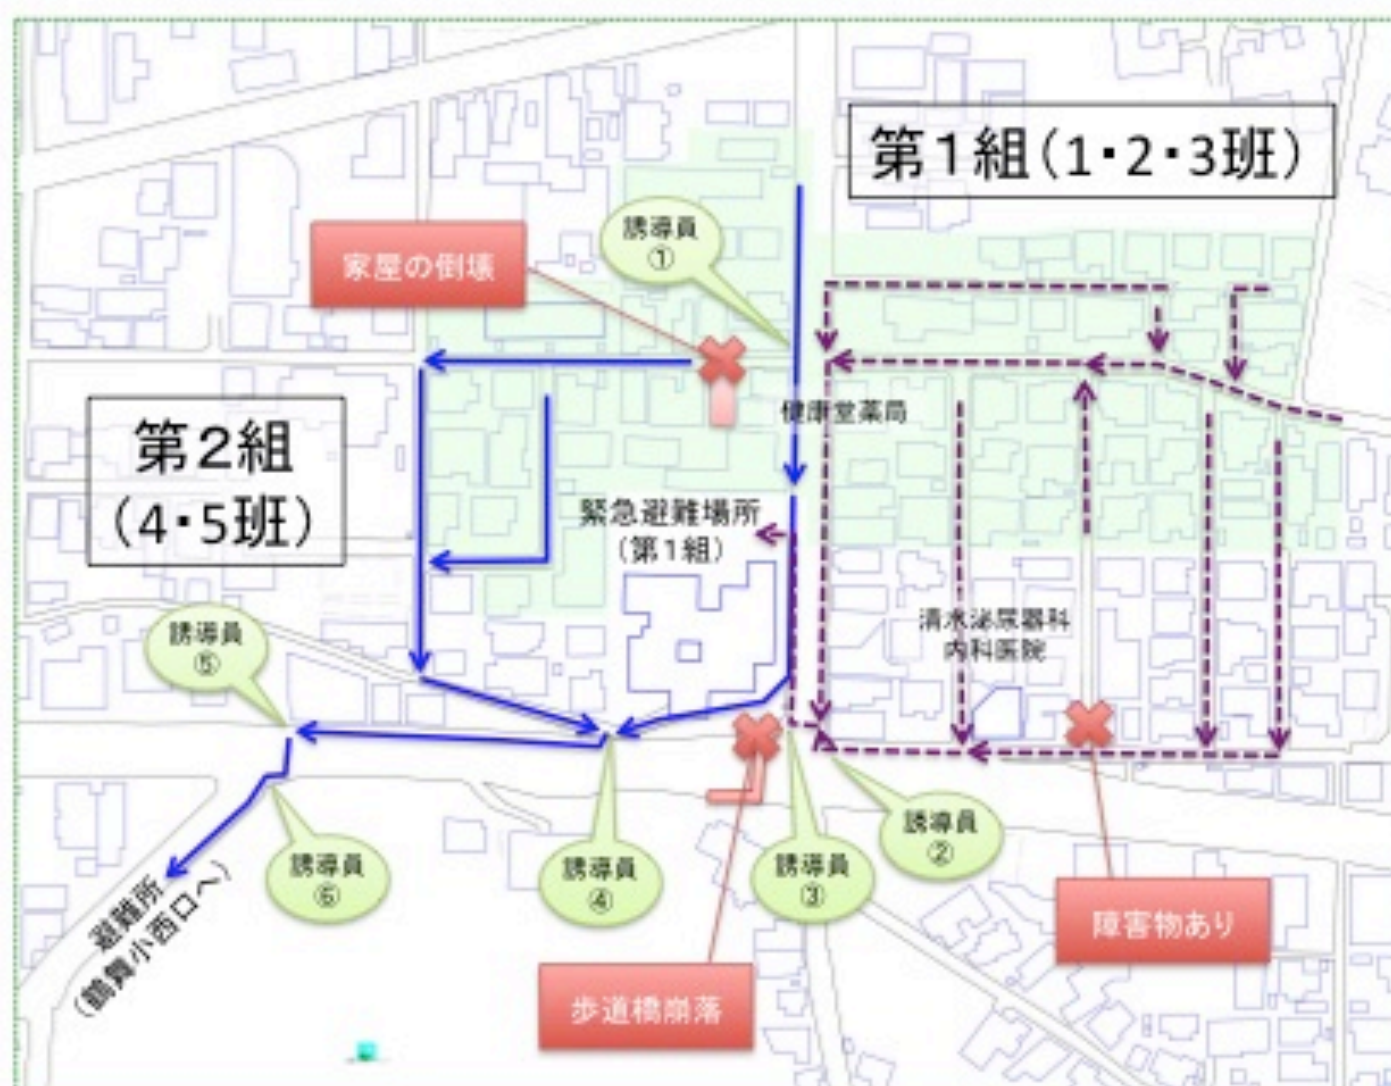 第１組（1・2・3班）
誘導員
①
家屋の倒壊
健康堂薬局
第２組
（4・5班）
緊急避難場所
（第１組）
清水泌尿器科
内科医院
誘導員
⑤
誘導員
②
誘導員
⑥
誘導員
④
誘導員
③
避難所
（鶴舞小西口へ）
障害物あり
歩道橋崩落